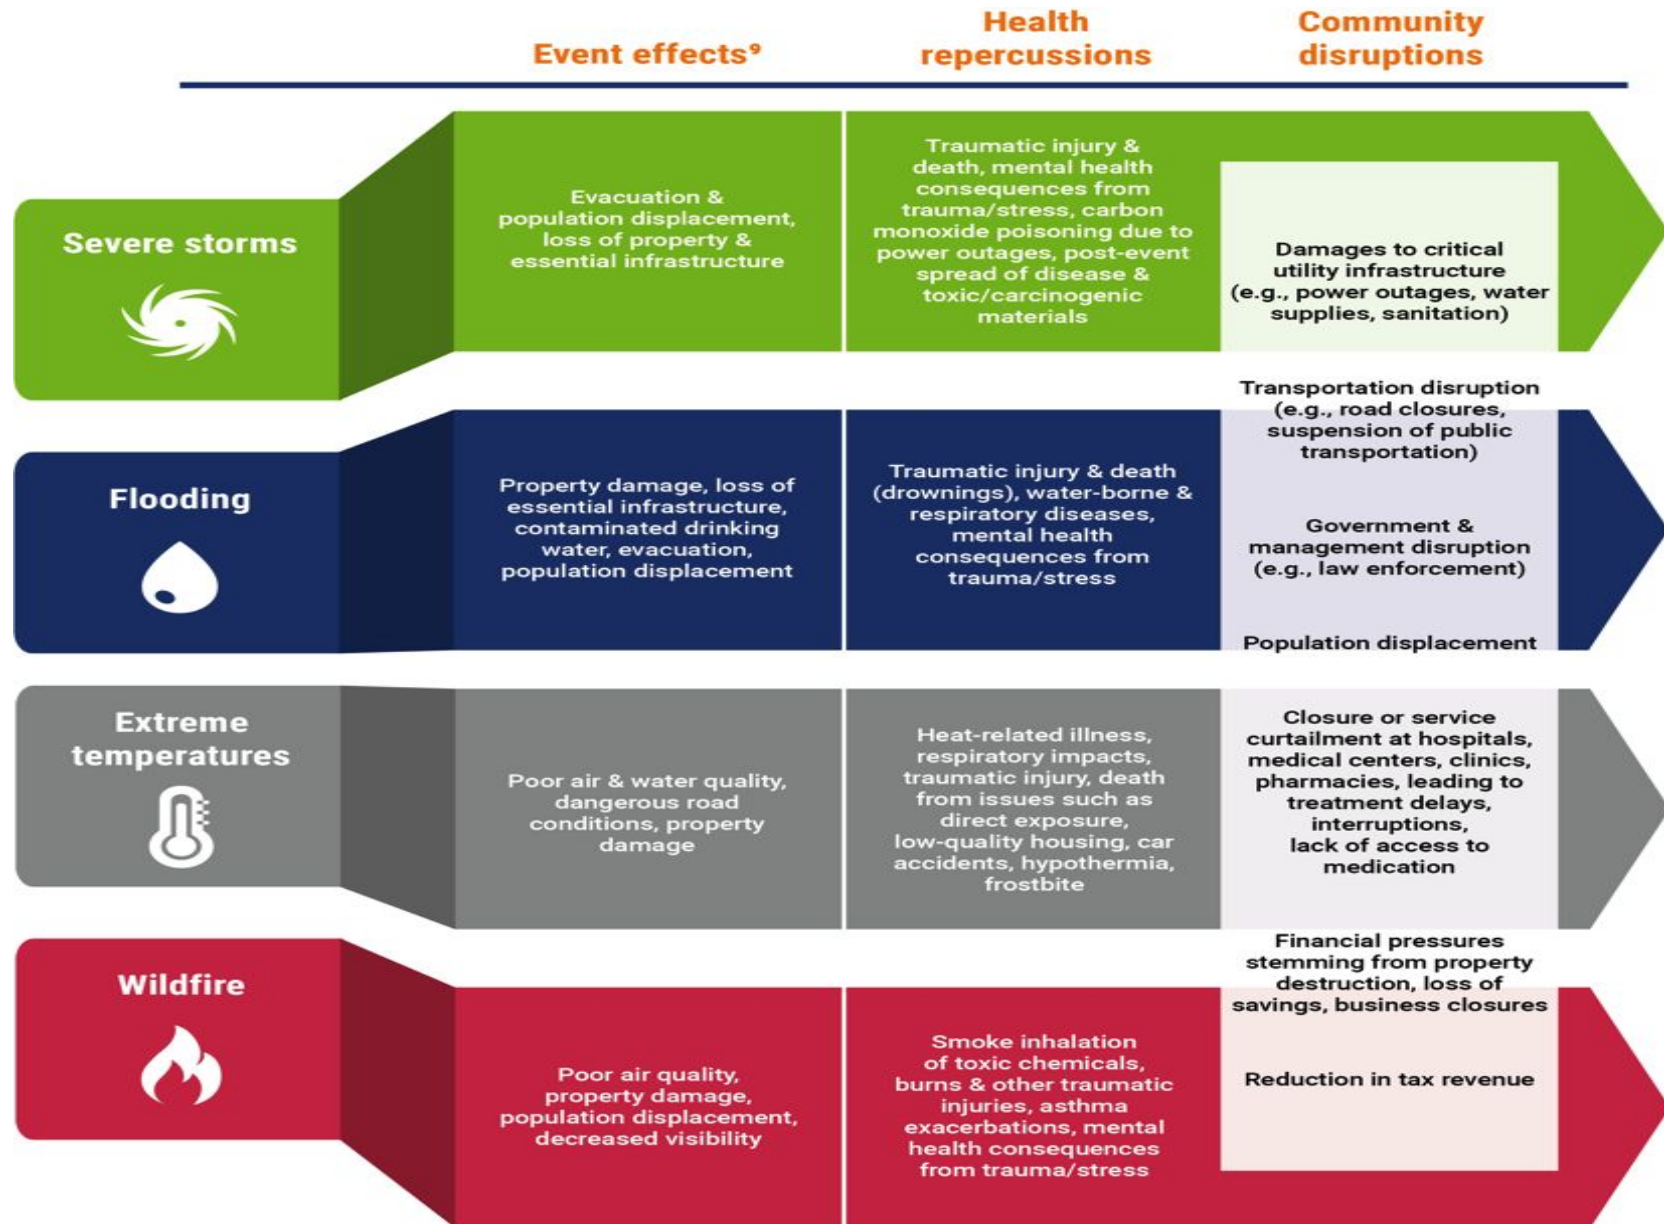 Event effects⁹
Health
repercussions
Community
disruptions
Severe storms
Evacuation &
population displacement,
loss of property &
essential infrastructure
Traumatic injury &
death, mental health
consequences from
trauma/stress, carbon
monoxide poisoning due to
power outages, post-event
spread of disease &
toxic/carcinogenic
materials
Damages to critical
utility infrastructure
(e.g., power outages, water
supplies, sanitation)
Transportation disruption
(e.g., road closures,
suspension of public
transportation)
Flooding
Property damage, loss of
essential infrastructure,
contaminated drinking
water, evacuation,
population displacement
Traumatic injury & death
(drownings), water-borne &
respiratory diseases,
mental health
consequences from
trauma/stress
Government &
management disruption
(e.g., law enforcement)
Population displacement
Extreme
temperatures
Poor air & water quality,
dangerous road
conditions, property
damage
Heat-related illness,
respiratory impacts,
traumatic injury, death
from issues such as
direct exposure,
low-quality housing, car
accidents, hypothermia,
frostbite
Closure or service
curtailment at hospitals,
medical centers, clinics,
pharmacies, leading to
treatment delays,
interruptions,
lack of access to
medication
Financial pressures
stemming from property
destruction, loss of
savings, business closures
Wildfire
Poor air quality,
property damage,
population displacement,
decreased visibility
Smoke inhalation
of toxic chemicals,
burns & other traumatic
injuries, asthma
exacerbations, mental
health consequences
from trauma/stress
Reduction in tax revenue